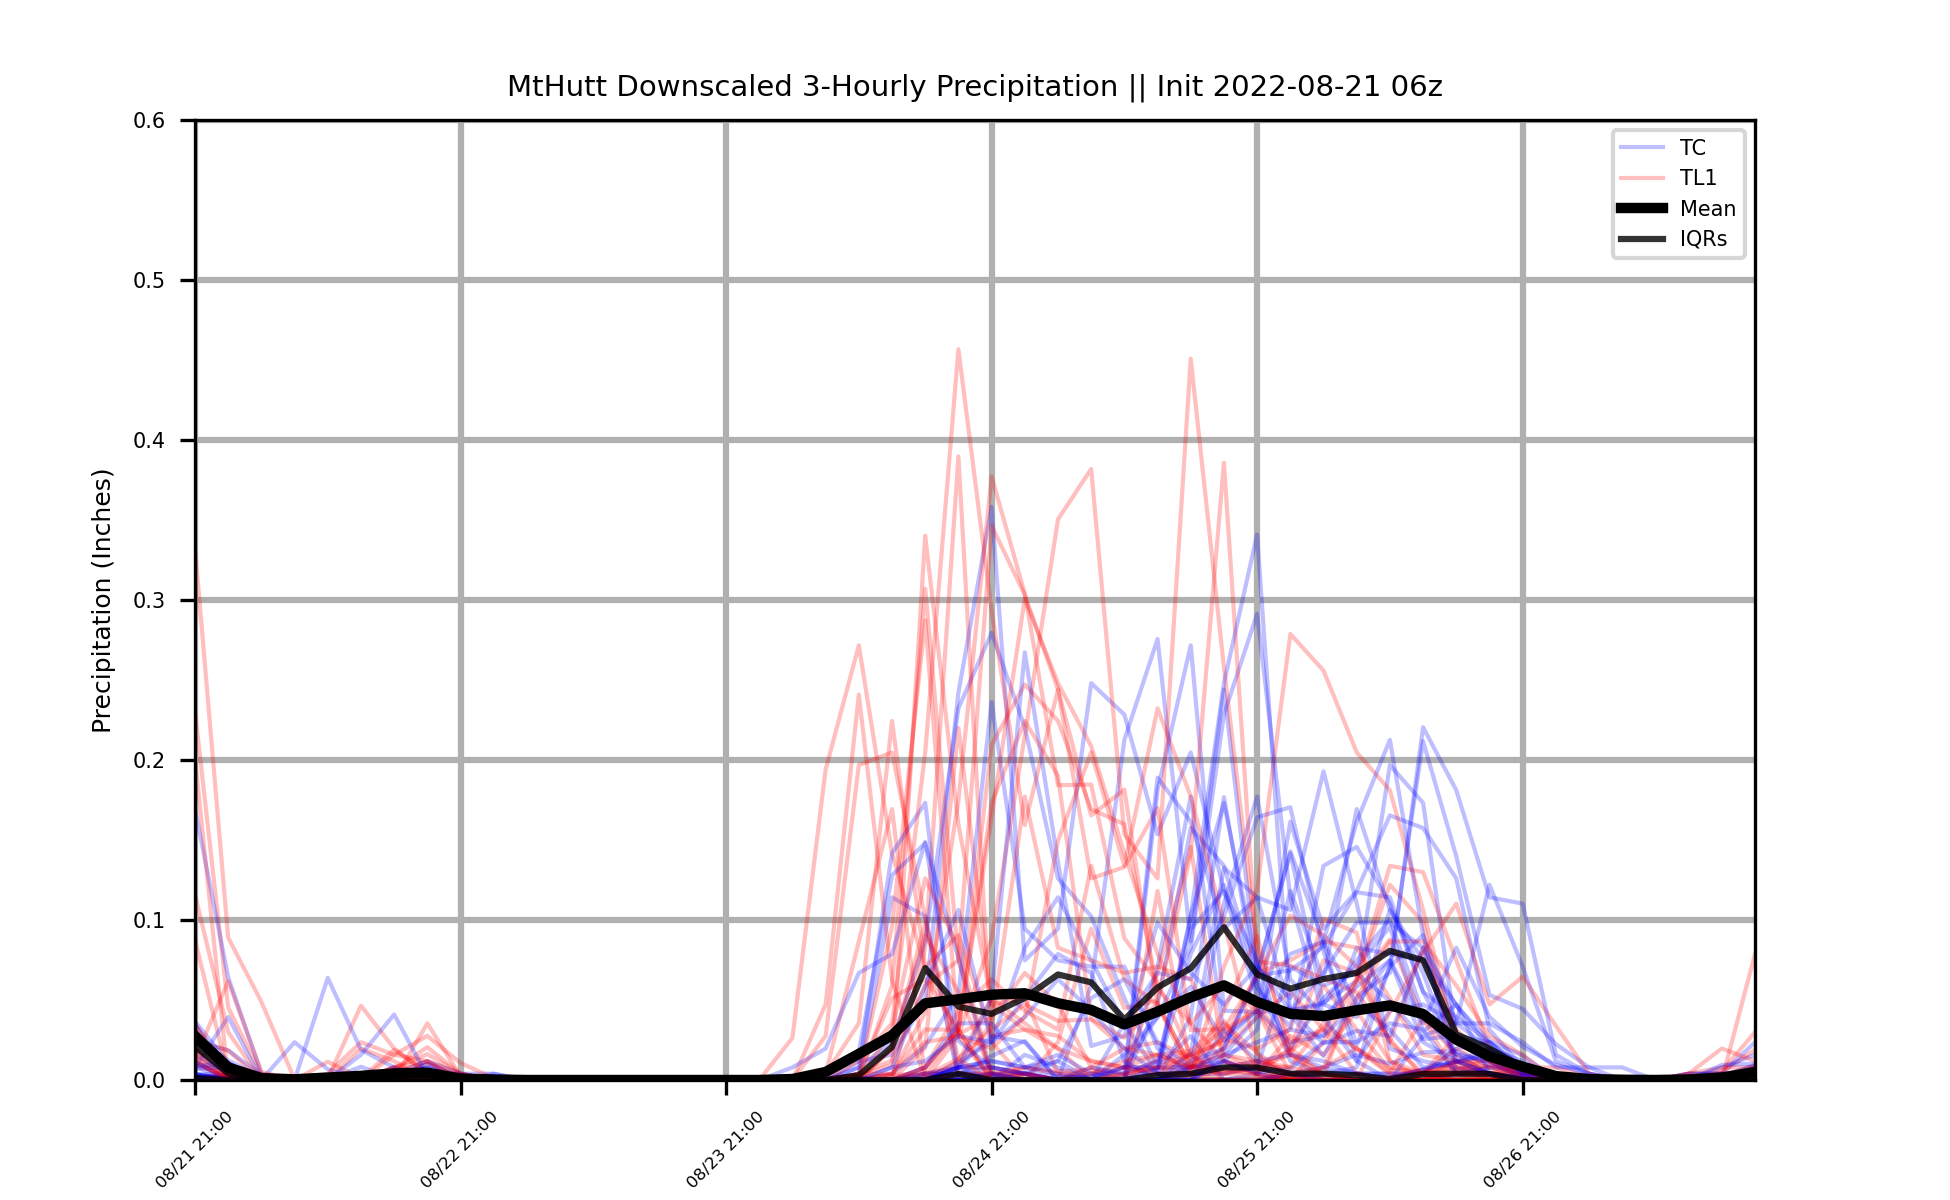 MtHutt Downscaled 3-Hourly Precipitation || Init 2022-08-21 06z
TC
TL1
Mean
IQRs
Precipitation (Inches)
0.6
0.5
0.4
0.3
0.2
0.1
0.0
08/21 21:00
08/22 21:00
08/23 21:00
08/24 21:00
08/25 21:00
08/26 21:00